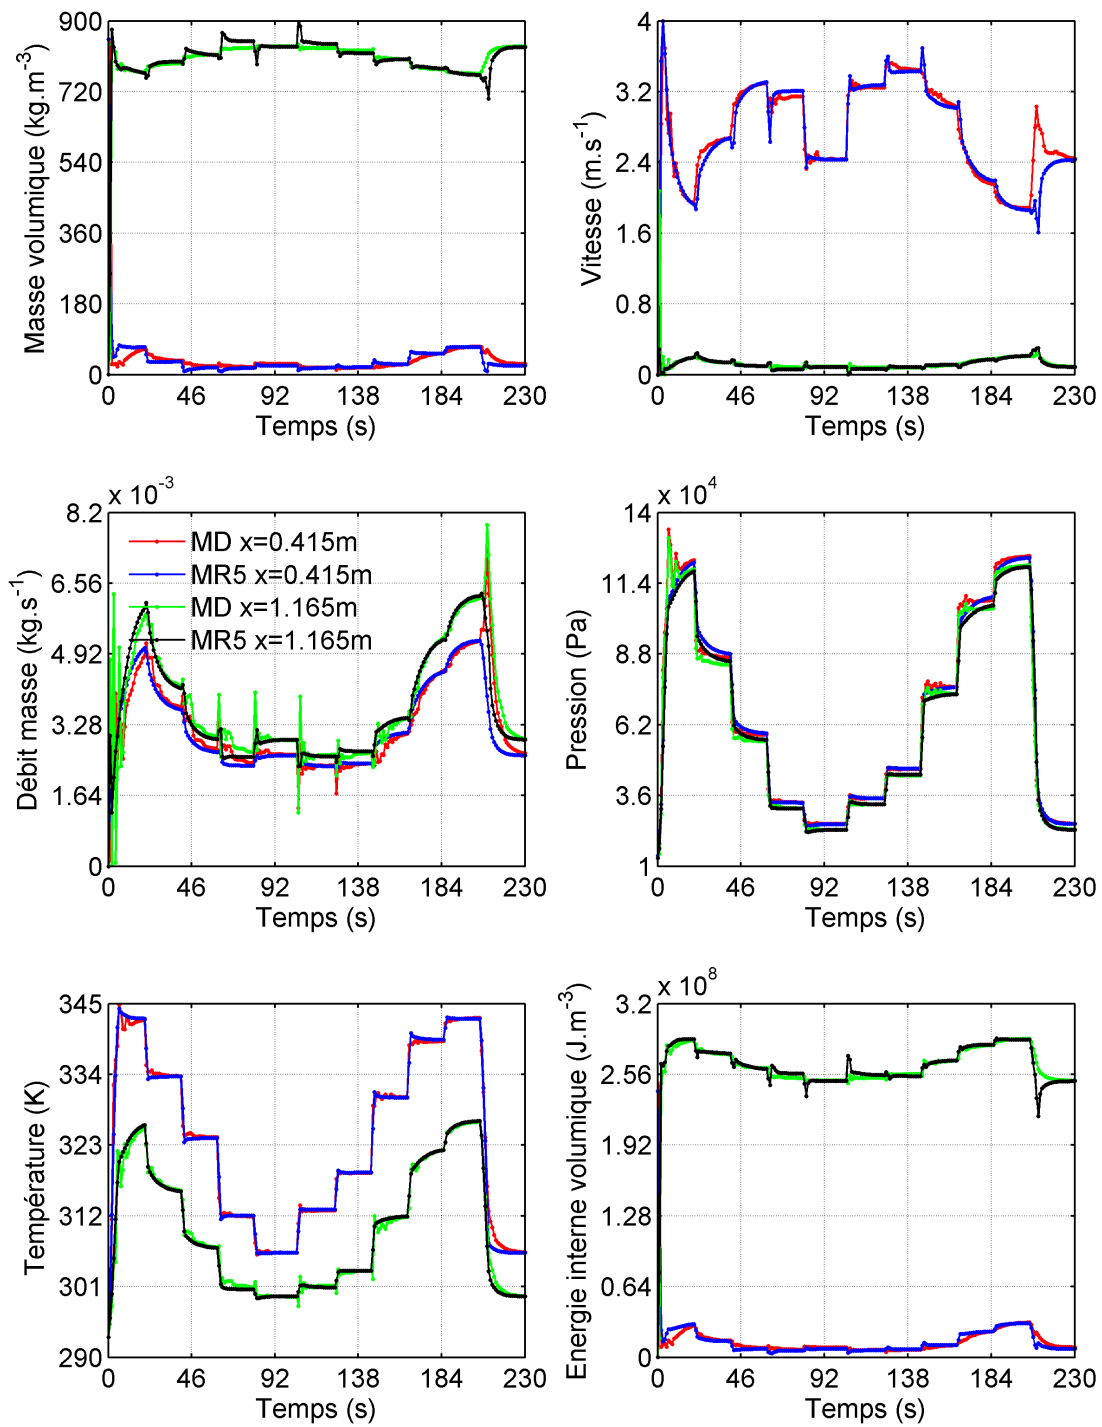 900
720
540
360
180
0
Masse volumique (kg.m⁻³)
0 46 92 138 184 230
Temps (s)
4
3.2
2.4
1.6
0.8
0
Vitesse (m.s⁻¹)
0 46 92 138 184 230
Temps (s)
x 10⁻³
8.2
6.56
4.92
3.28
1.64
0
Débit masse (kg.s⁻¹)
MD x=0.415m
MR5 x=0.415m
MD x=1.165m
MR5 x=1.165m
0 46 92 138 184 230
Temps (s)
x 10⁴
14
11.4
8.8
6.2
3.6
1
Pression (Pa)
0 46 92 138 184 230
Temps (s)
345
334
323
312
301
290
Température (K)
0 46 92 138 184 230
Temps (s)
x 10⁸
3.2
2.56
1.92
1.28
0.64
0
Energie interne volumique (J.m⁻³)
0 46 92 138 184 230
Temps (s)